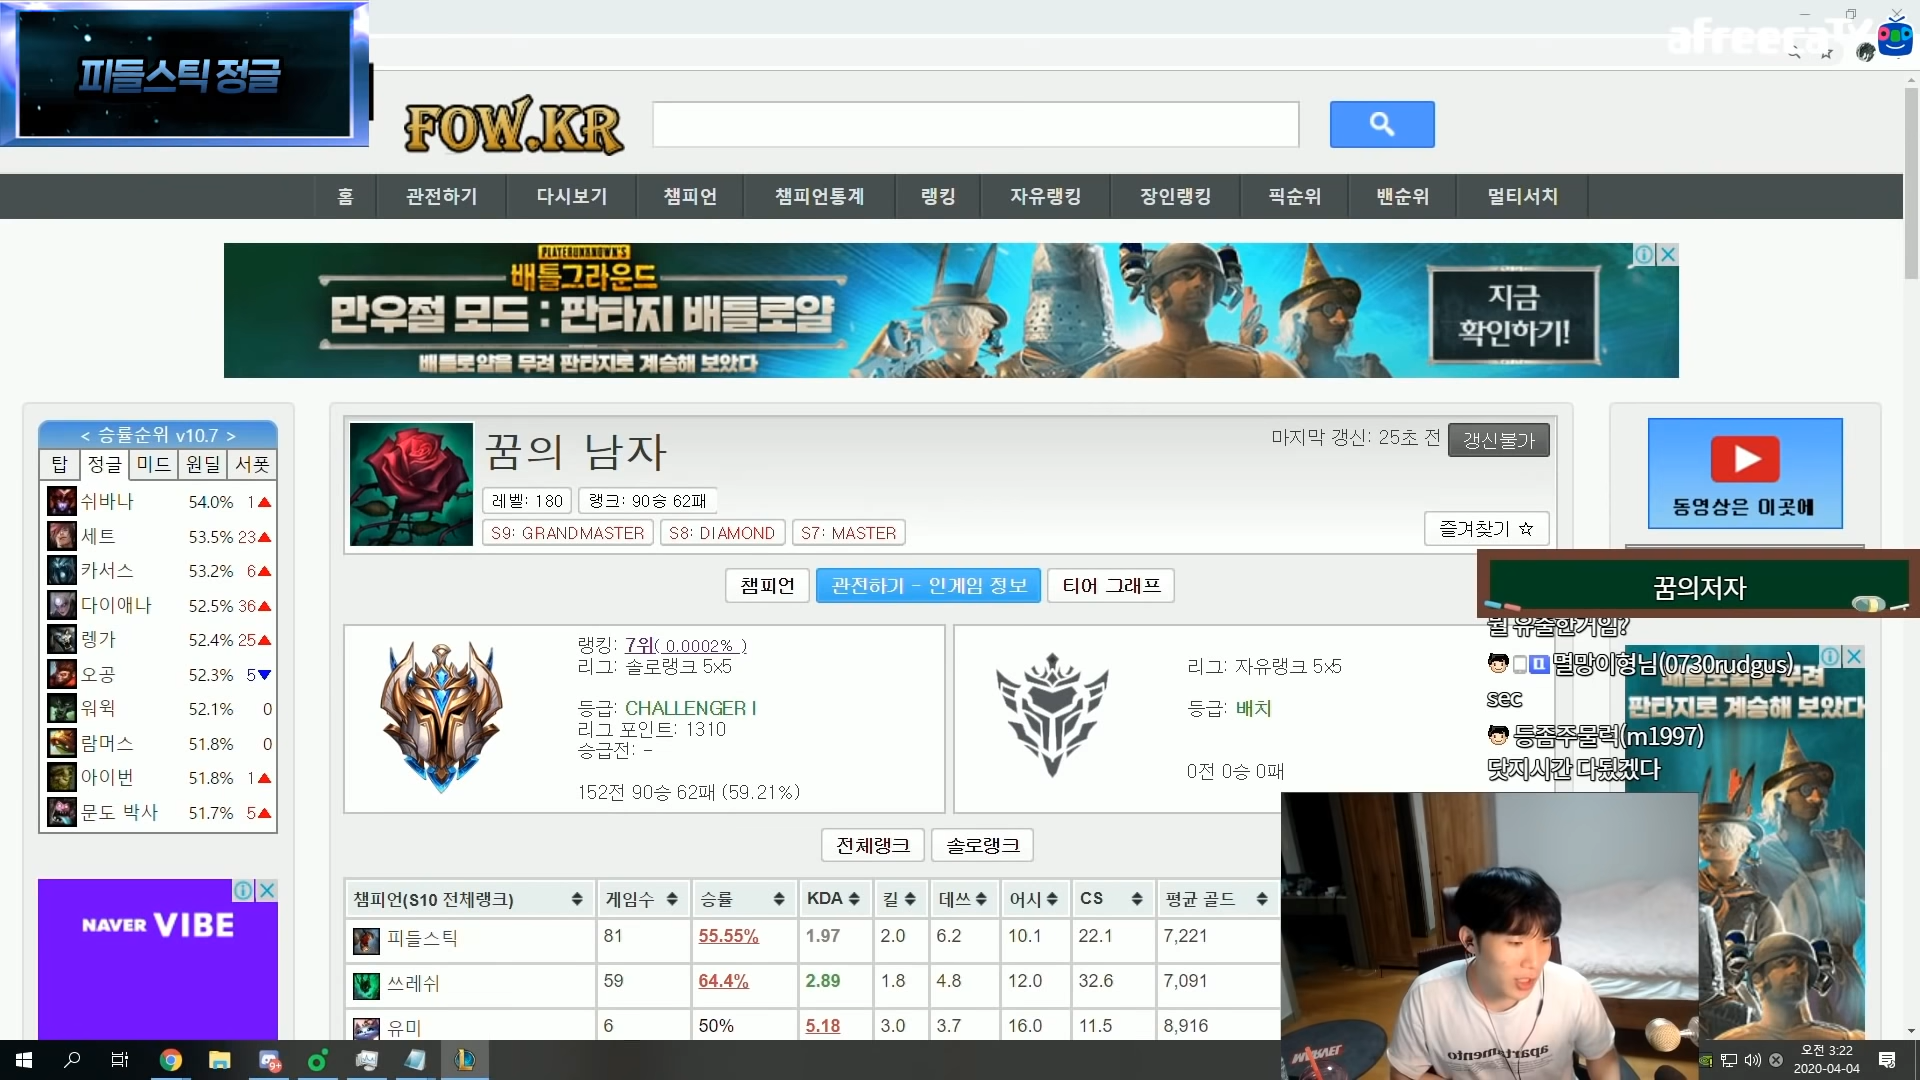 피들스틱 정글
afreecaTV
FOW.KR
홈 관전하기 다시보기 챔피언 챔피언통계 랭킹 자유랭킹 장인랭킹 픽순위 밴순위 멀티서치
PLAYERUNKNOWN'S
배틀그라운드
만우절 모드 : 판타지 배틀로얄
배틀로얄을 무려 판타지로 계승해 보았다
지금
확인하기!
< 승률순위 v10.7 >
탑 정글 미드 원딜 서폿
쉬바나 54.0% 1▲
세트 53.5% 23▲
카서스 53.2% 6▲
다이애나 52.5% 36▲
렝가 52.4% 25▲
오공 52.3% 5▼
워윅 52.1% 0
람머스 51.8% 0
아이번 51.8% 1▲
문도 박사 51.7% 5▲
NAVER VIBE
꿈의 남자
마지막 갱신: 25초 전 갱신불가
레벨: 180 랭크: 90승 62패
S9: GRANDMASTER S8: DIAMOND S7: MASTER
즐겨찾기 ☆
챔피언 관전하기 - 인게임 정보 티어 그래프
랭킹: 7위( 0.0002% )
리그: 솔로랭크 5x5
등급: CHALLENGER I
리그 포인트: 1310
승급전: -
152전 90승 62패 (59.21%)
리그: 자유랭크 5x5
등급: 배치
0전 0승 0패
전체랭크 솔로랭크
챔피언(S10 전체랭크) 게임수 승률 KDA 킬 데쓰 어시 CS 평균 골드
피들스틱 81 55.55% 1.97 2.0 6.2 10.1 22.1 7,221
쓰레쉬 59 64.4% 2.89 1.8 4.8 12.0 32.6 7,091
유미 6 50% 5.18 3.0 3.7 16.0 11.5 8,916
동영상은 이곳에
꿈의저자
뭘 유출한거임?
멸망이형님(0730rudgus)
sec
등좀주물럭(m1997)
닷지시간 다됐겠다
판타지로 계승해 보았다
apartamento
오전 3:22
2020-04-04